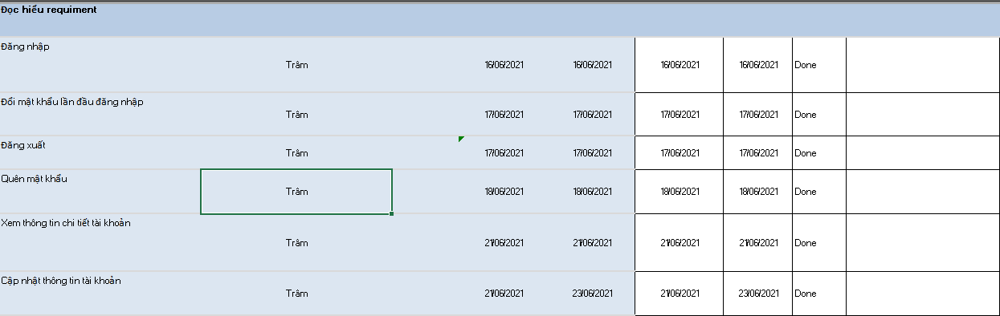 Đọc hiểu requiment
Đăng nhập
Trâm 16/06/2021 16/06/2021 16/06/2021 16/06/2021 Done
Đổi mật khẩu lần đầu đăng nhập
Trâm 17/06/2021 17/06/2021 17/06/2021 17/06/2021 Done
Đăng xuất
Trâm 17/06/2021 17/06/2021 17/06/2021 17/06/2021 Done
Quên mật khẩu
Trâm 18/06/2021 18/06/2021 18/06/2021 18/06/2021 Done
Xem thông tin chi tiết tài khoản
Trâm 21/06/2021 21/06/2021 21/06/2021 21/06/2021 Done
Cập nhật thông tin tài khoản
Trâm 21/06/2021 23/06/2021 21/06/2021 23/06/2021 Done